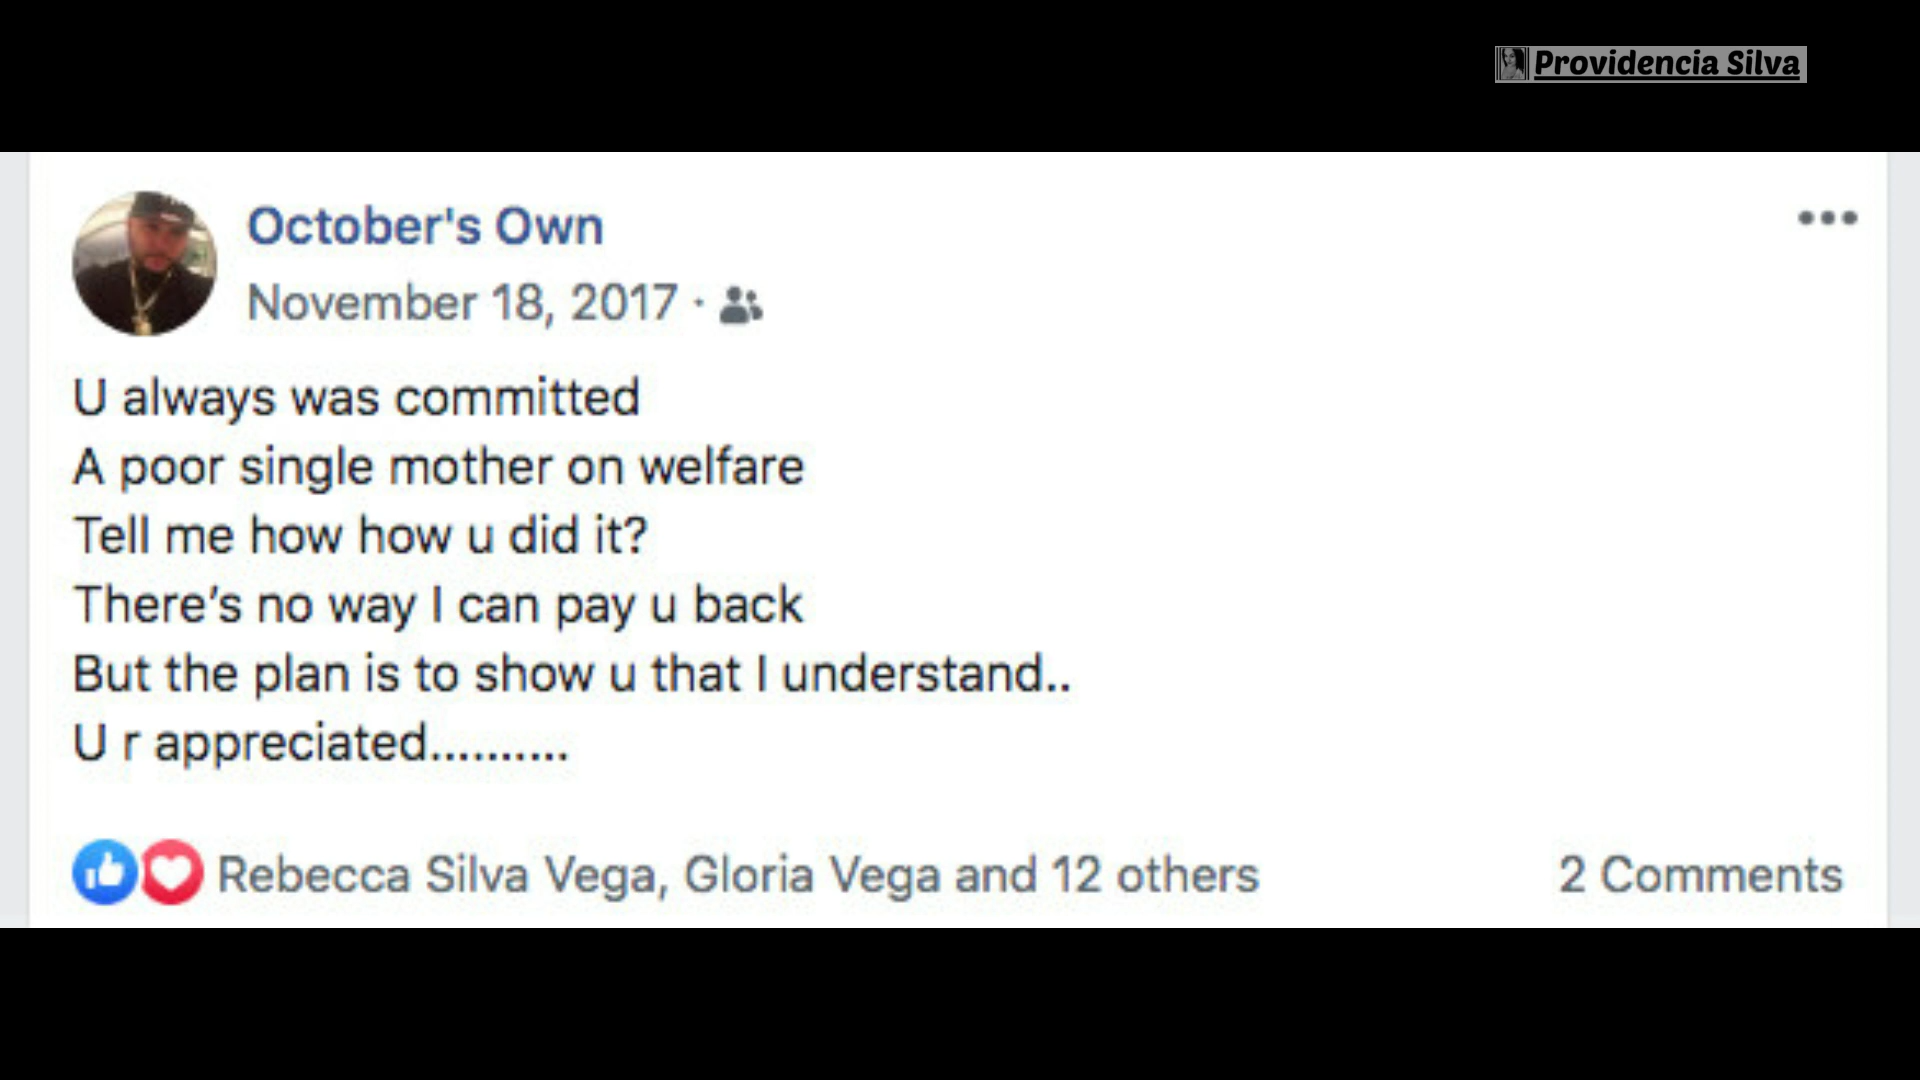 Providencia Silva
October's Own
November 18, 2017 ·
U always was committed
A poor single mother on welfare
Tell me how how u did it?
There’s no way I can pay u back
But the plan is to show u that I understand..
U r appreciated..........
Rebecca Silva Vega, Gloria Vega and 12 others
2 Comments